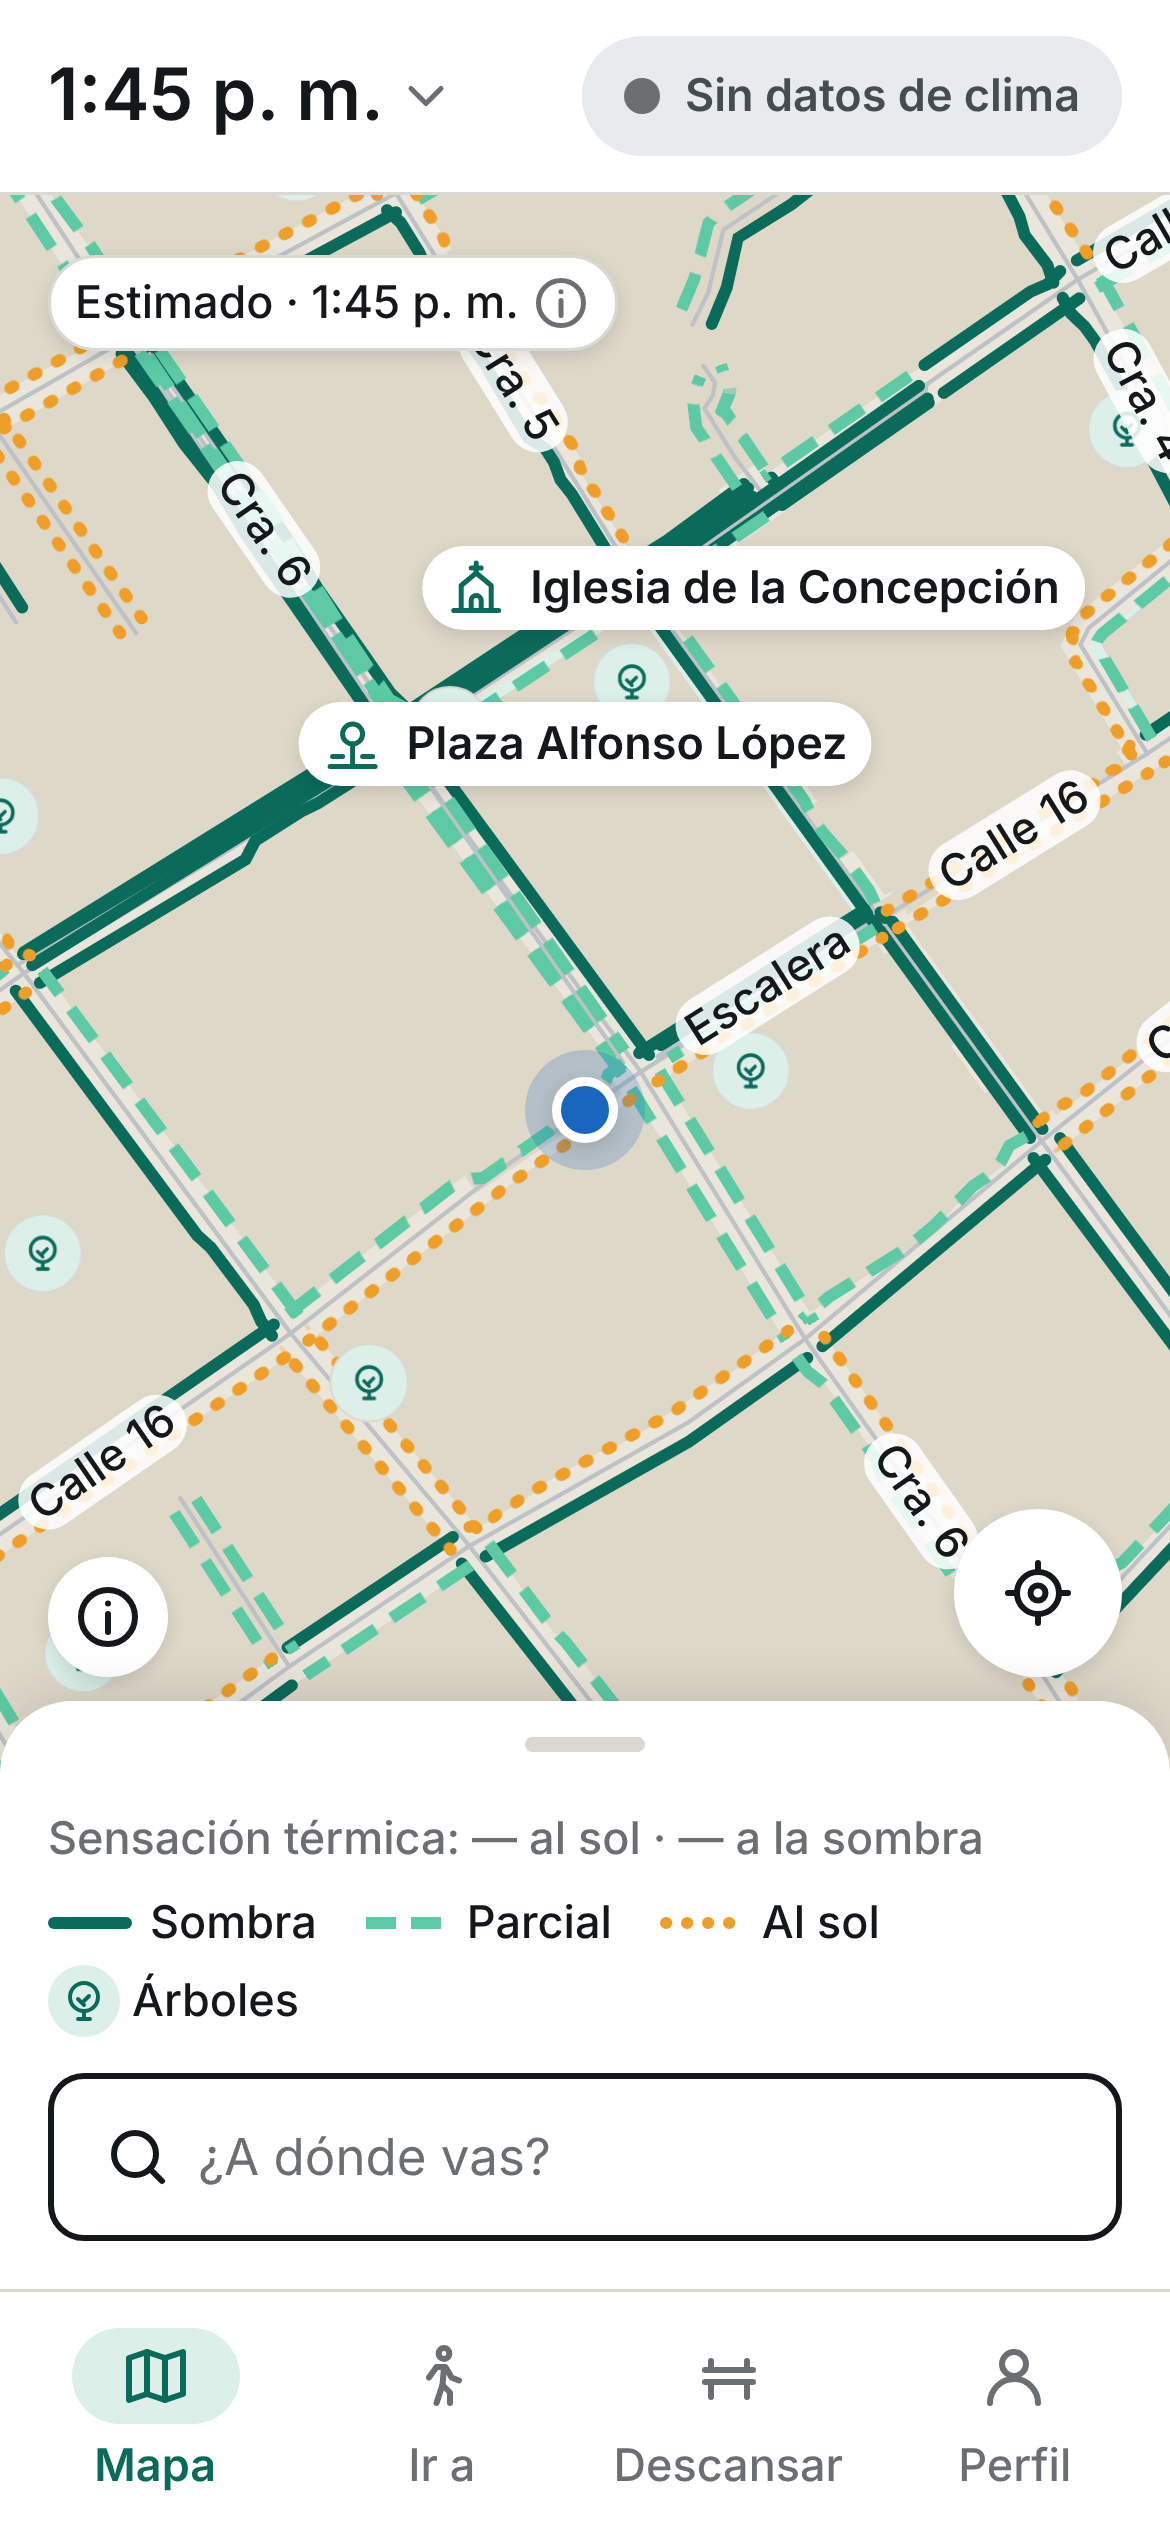 1:45 p. m.
Sin datos de clima
Estimado · 1:45 p. m.
Cra. 5
Cra. 4
Cra. 6
Iglesia de la Concepción
Plaza Alfonso López
Calle 16
Escalera
Calle 16
Cra. 6
Sensación térmica: — al sol · — a la sombra
Sombra
Parcial
Al sol
Árboles
¿A dónde vas?
Mapa
Ir a
Descansar
Perfil